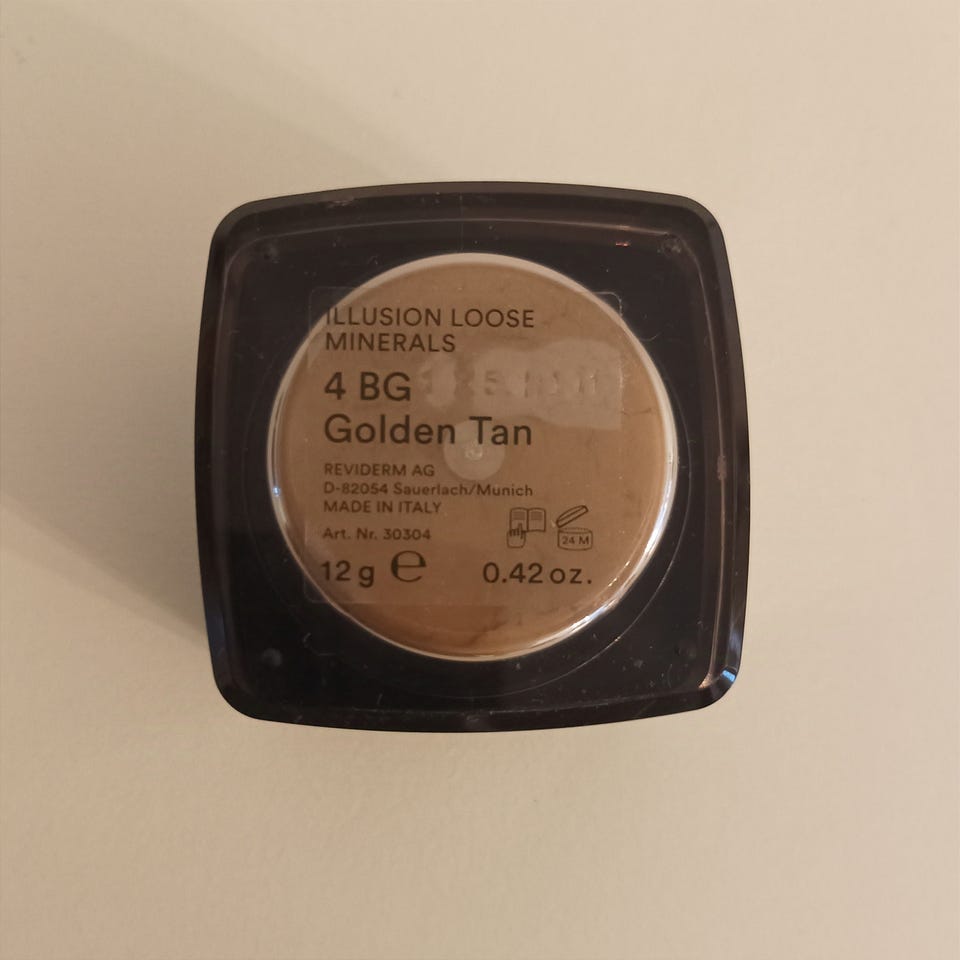 ILLUSION LOOSE
MINERALS
4 BG
Golden Tan
REVIDERM AG
D-82054 Sauerlach/Munich
MADE IN ITALY
Art. Nr. 30304
24 M
12 g e 0.42 oz.